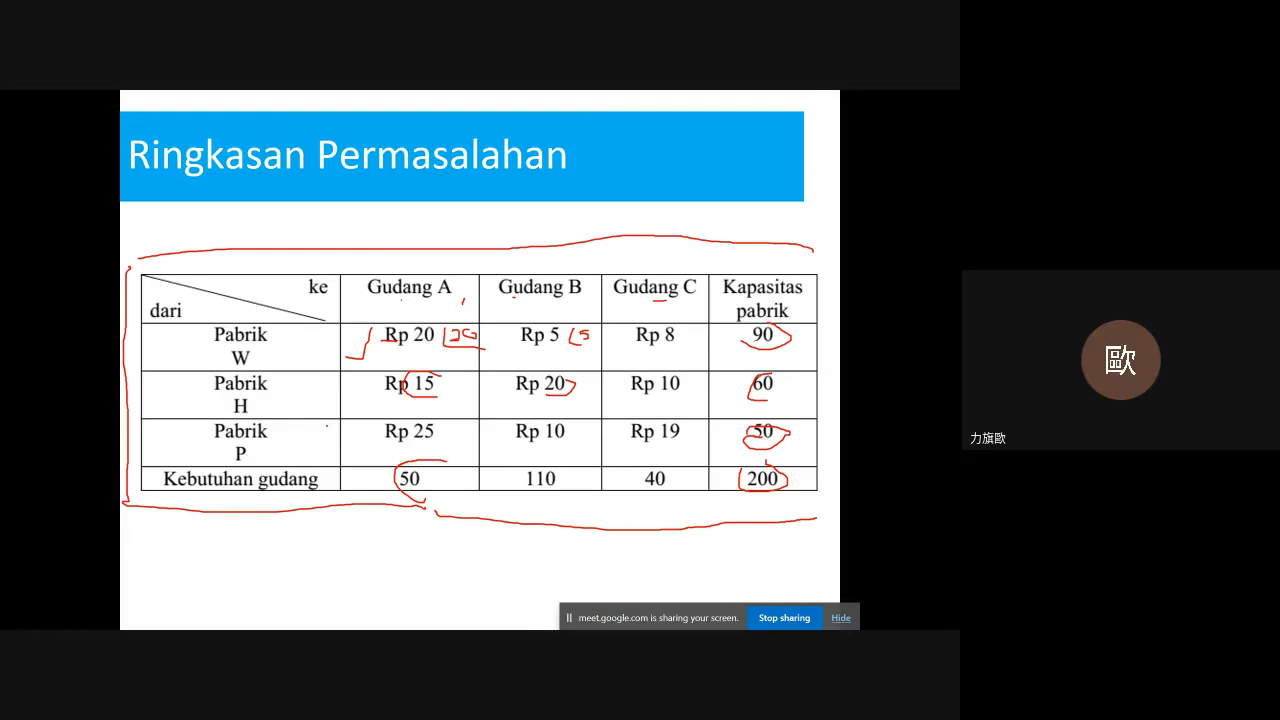 Ringkasan Permasalahan
ke
dari
Gudang A
Gudang B
Gudang C
Kapasitas pabrik
Pabrik W
Rp 20
20
Rp 5
5
Rp 8
90
Pabrik H
Rp 15
Rp 20
Rp 10
60
Pabrik P
Rp 25
Rp 10
Rp 19
50
Kebutuhan gudang
50
110
40
200
歐
力旗歐
meet.google.com is sharing your screen.
Stop sharing
Hide